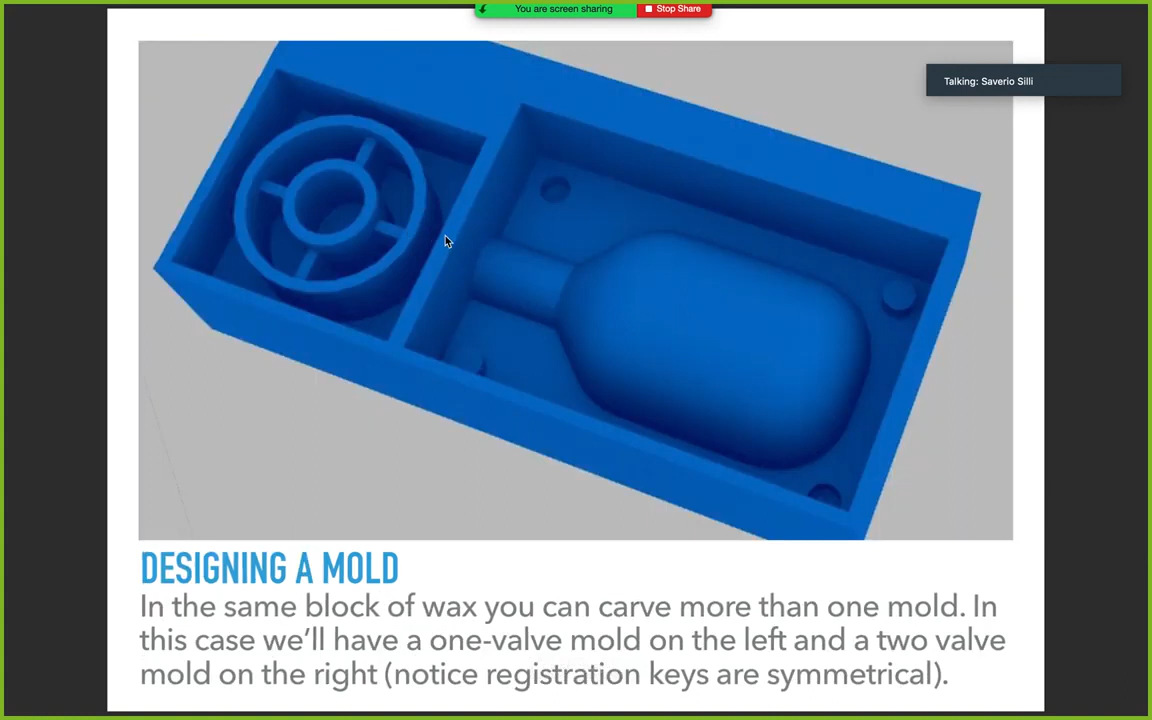 You are screen sharing
Stop Share
Talking: Saverio Silli
DESIGNING A MOLD
In the same block of wax you can carve more than one mold. In
this case we’ll have a one-valve mold on the left and a two valve
mold on the right (notice registration keys are symmetrical).